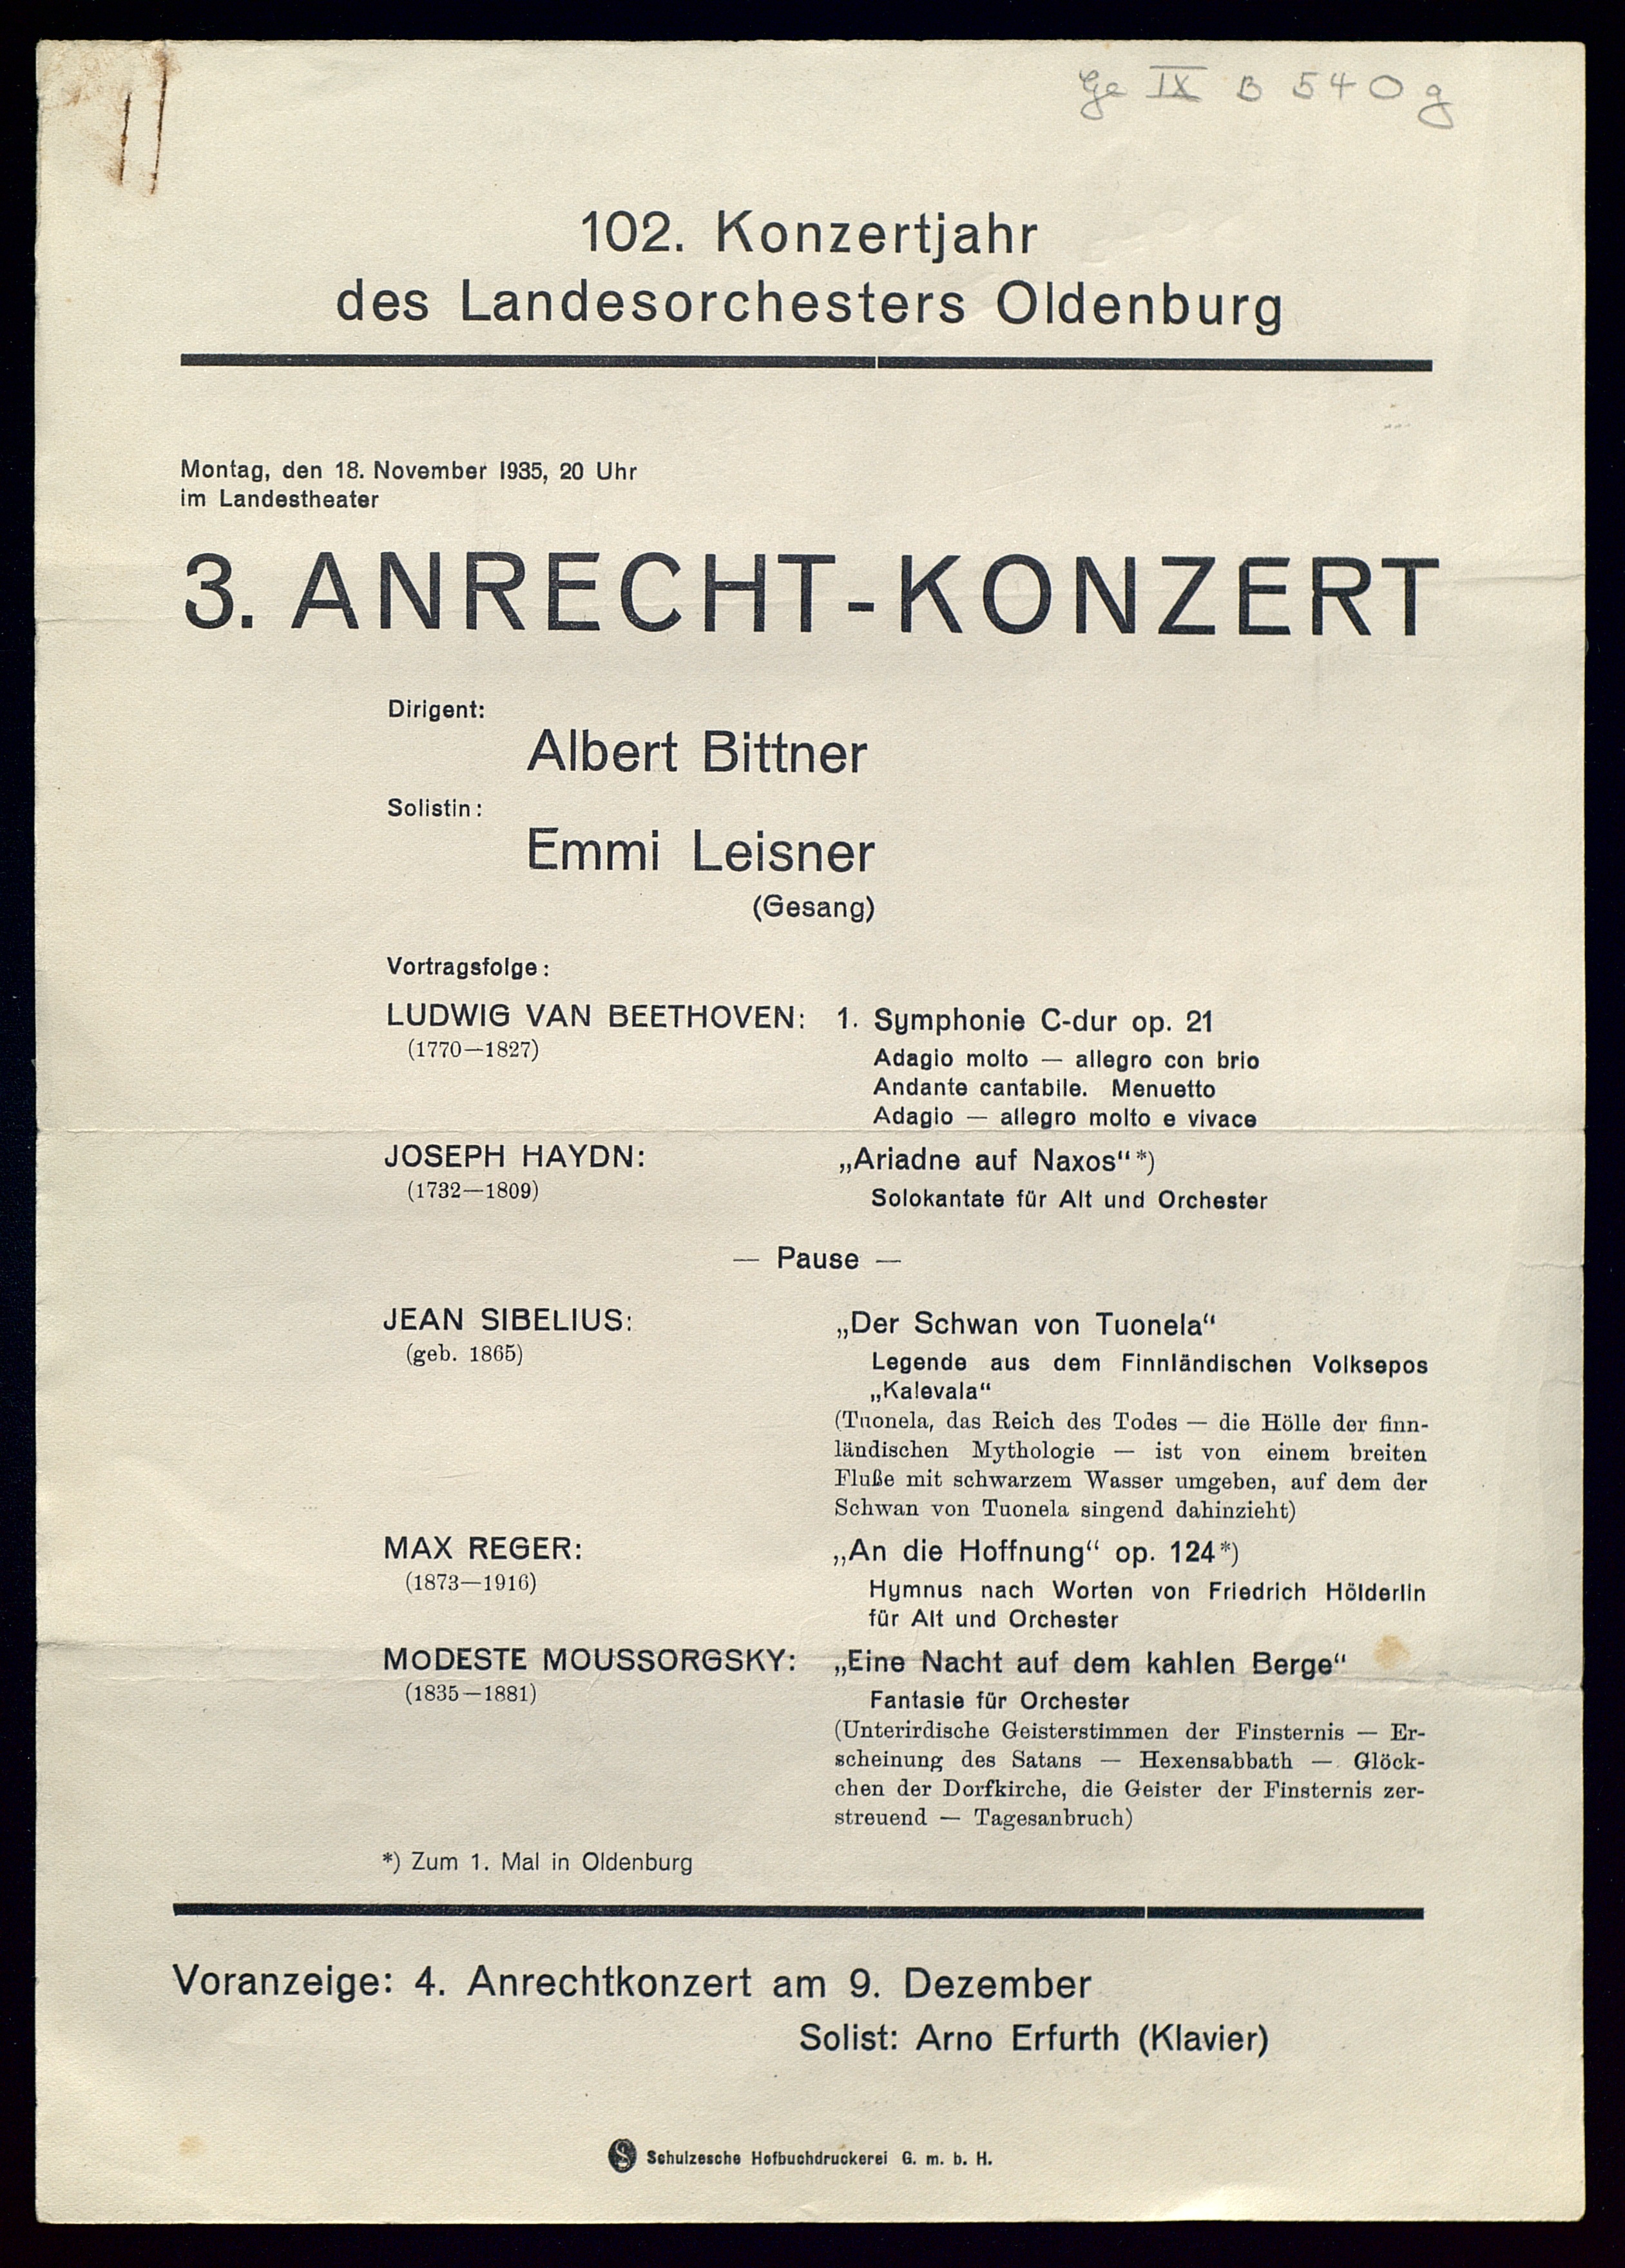 Ge IX B 540 g
102. Konzertjahr
des Landesorchesters Oldenburg
Montag, den 18. November 1935, 20 Uhr
im Landestheater
3. ANRECHT-KONZERT
Dirigent:
Albert Bittner
Solistin:
Emmi Leisner
(Gesang)
Vortragsfolge:
LUDWIG VAN BEETHOVEN: 1. Symphonie C-dur op. 21
(1770—1827)
Adagio molto — allegro con brio
Andante cantabile. Menuetto
Adagio — allegro molto e vivace
JOSEPH HAYDN: „Ariadne auf Naxos“*)
(1732—1809)
Solokantate für Alt und Orchester
— Pause —
JEAN SIBELIUS: „Der Schwan von Tuonela“
(geb. 1865)
Legende aus dem Finnländischen Volksepos
„Kalevala“
(Tuonela, das Reich des Todes — die Hölle der finn-
ländischen Mythologie — ist von einem breiten
Fluße mit schwarzem Wasser umgeben, auf dem der
Schwan von Tuonela singend dahinzieht)
MAX REGER: „An die Hoffnung“ op. 124*)
(1873—1916)
Hymnus nach Worten von Friedrich Hölderlin
für Alt und Orchester
MODESTE MOUSSORGSKY: „Eine Nacht auf dem kahlen Berge“
(1835—1881)
Fantasie für Orchester
(Unterirdische Geisterstimmen der Finsternis — Er-
scheinung des Satans — Hexensabbath — Glöck-
chen der Dorfkirche, die Geister der Finsternis zer-
streuend — Tagesanbruch)
*) Zum 1. Mal in Oldenburg
Voranzeige: 4. Anrechtkonzert am 9. Dezember
Solist: Arno Erfurth (Klavier)
Schulzesche Hofbuchdruckerei G. m. b. H.